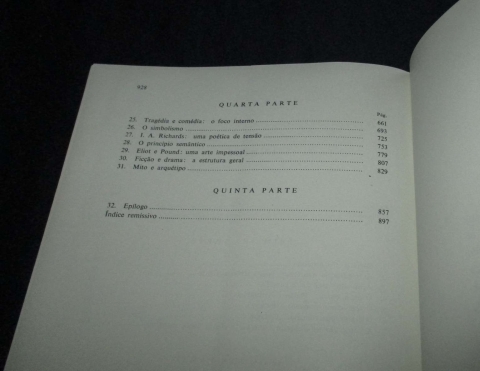 926
QUARTA PARTE
Pág.
25. Tragédia e comédia: o foco interno 661
26. O simbolismo 693
27. I. A. Richards: uma poética de tensão 725
28. O princípio semântico 751
29. Eliot e Pound: uma arte impessoal 779
30. Ficção e drama: a estrutura geral 807
31. Mito e arquétipo 829
QUINTA PARTE
32. Epílogo 857
Índice remissivo 897